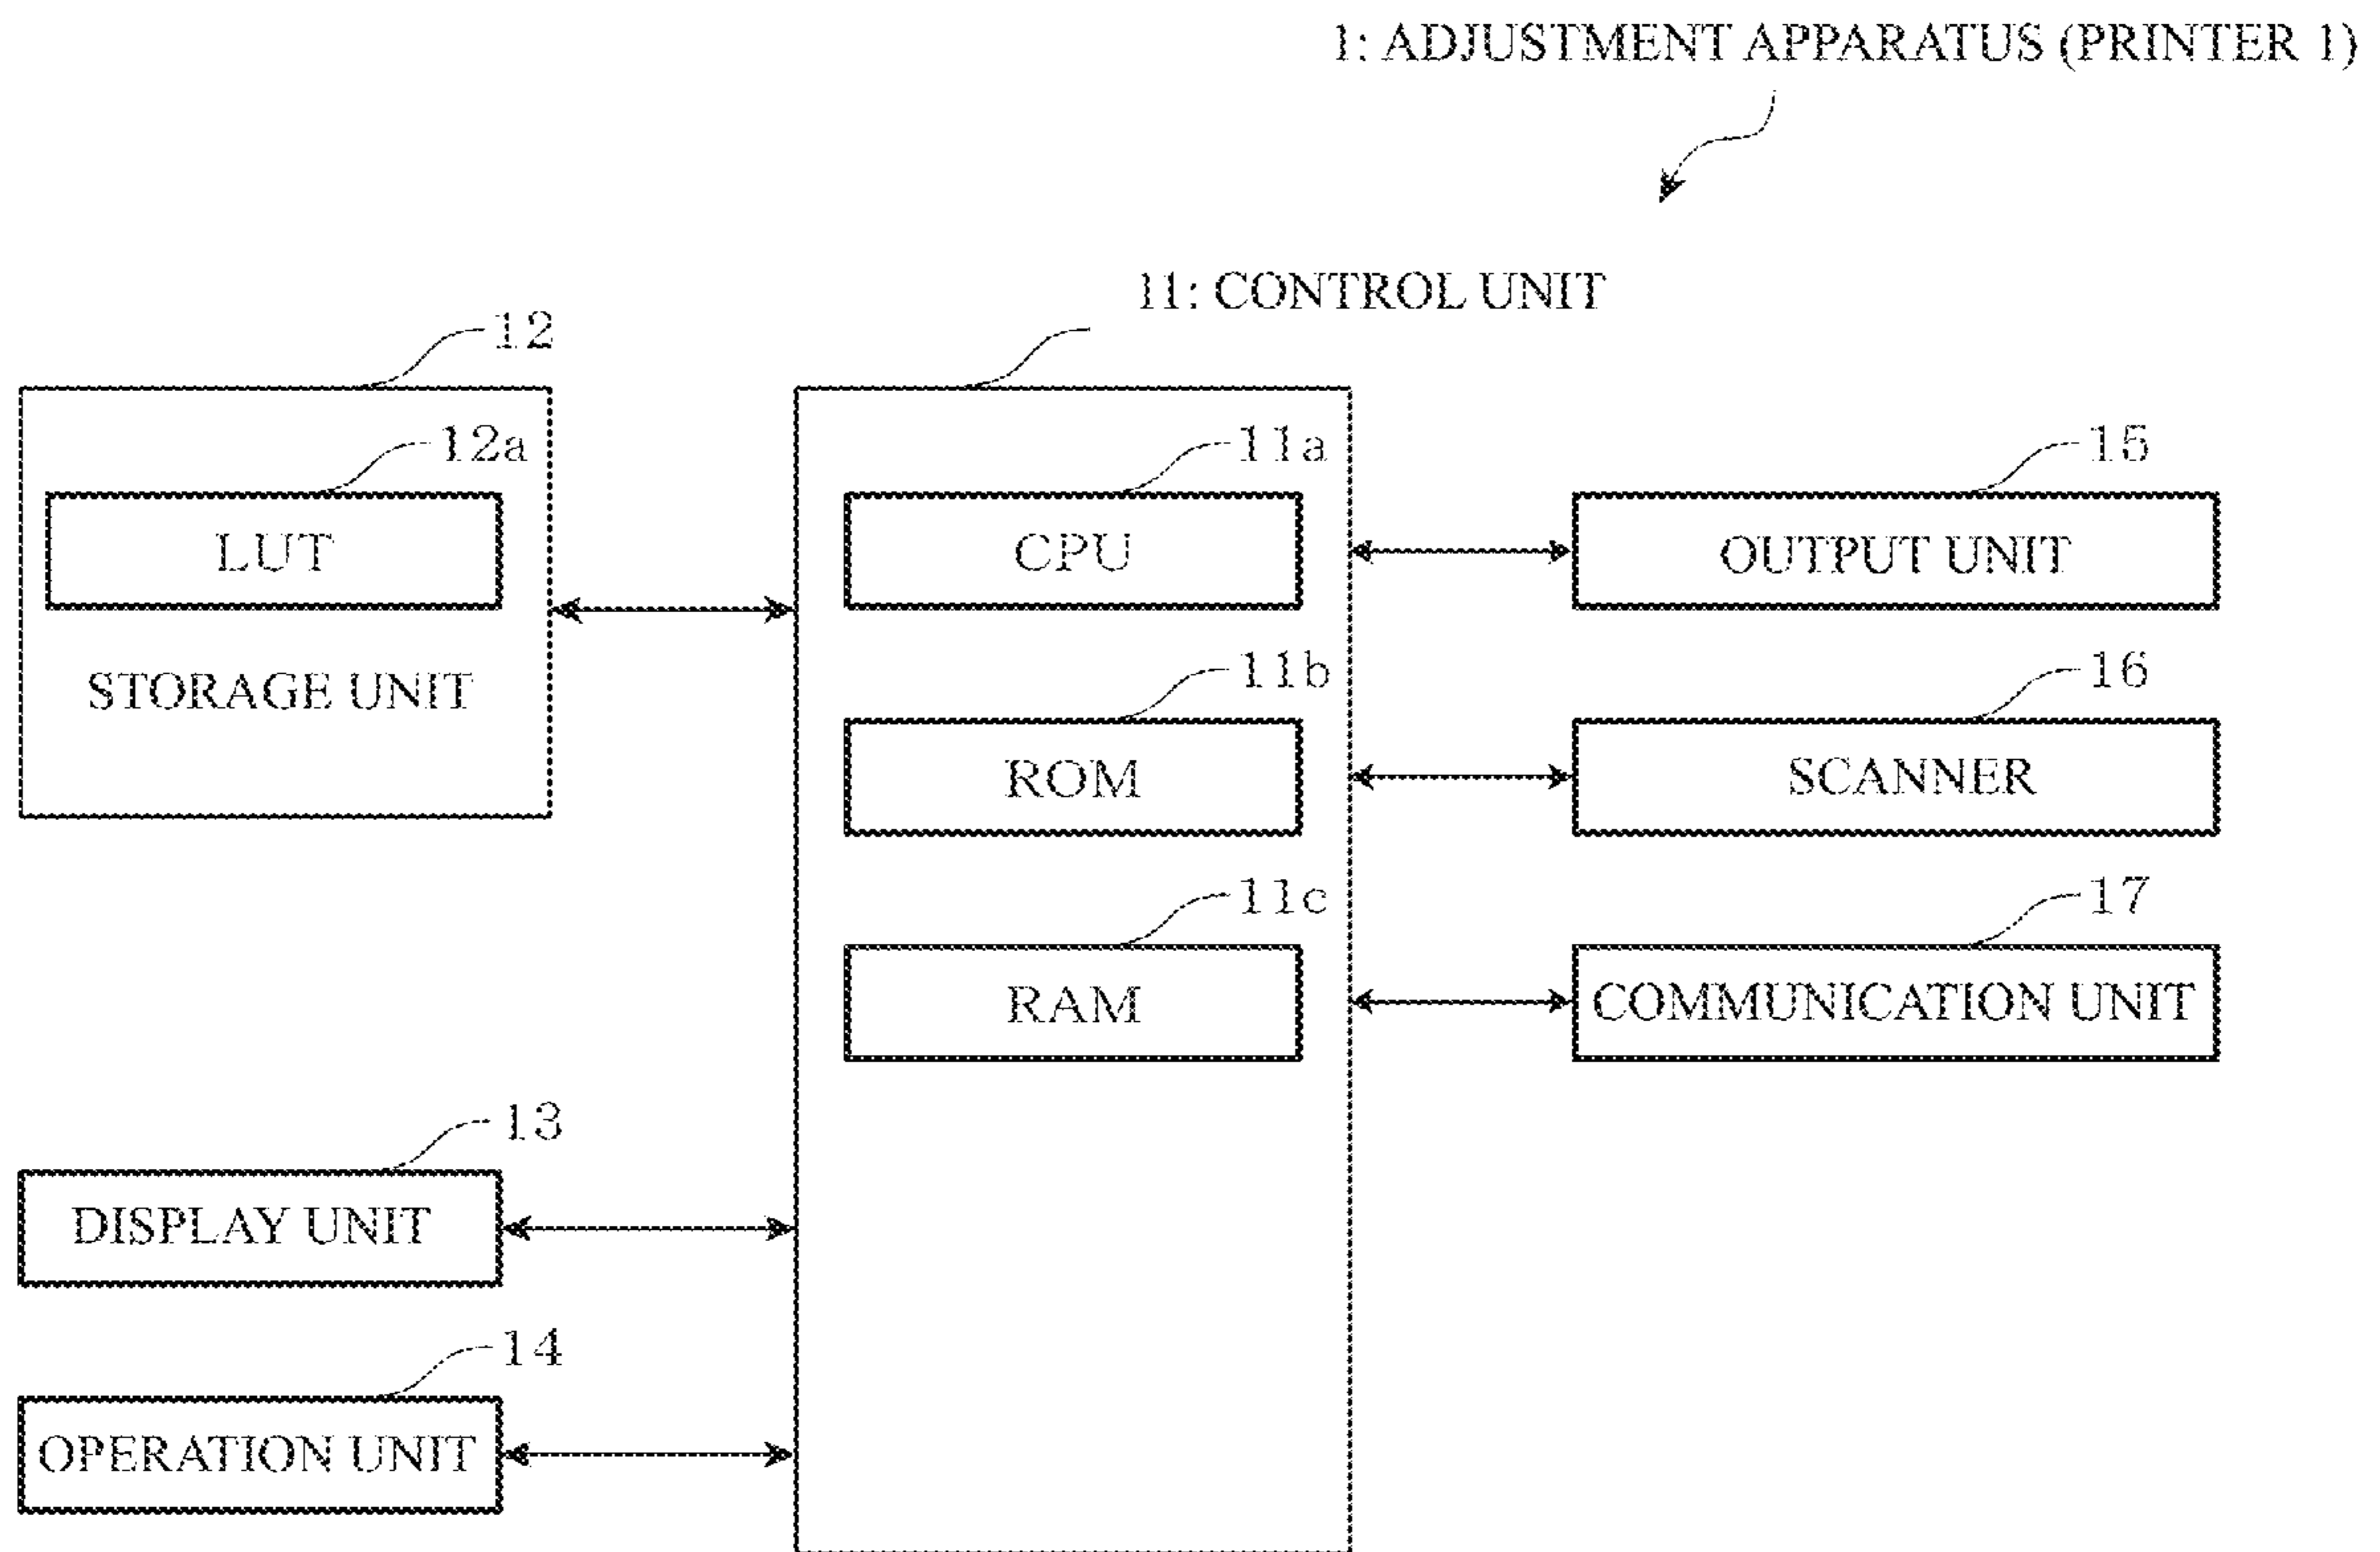 1: ADJUSTMENT APPARATUS (PRINTER 1)
11: CONTROL UNIT
12
12a
LUT
STORAGE UNIT
11a
CPU
11b
ROM
11c
RAM
15
OUTPUT UNIT
16
SCANNER
17
COMMUNICATION UNIT
13
DISPLAY UNIT
14
OPERATION UNIT